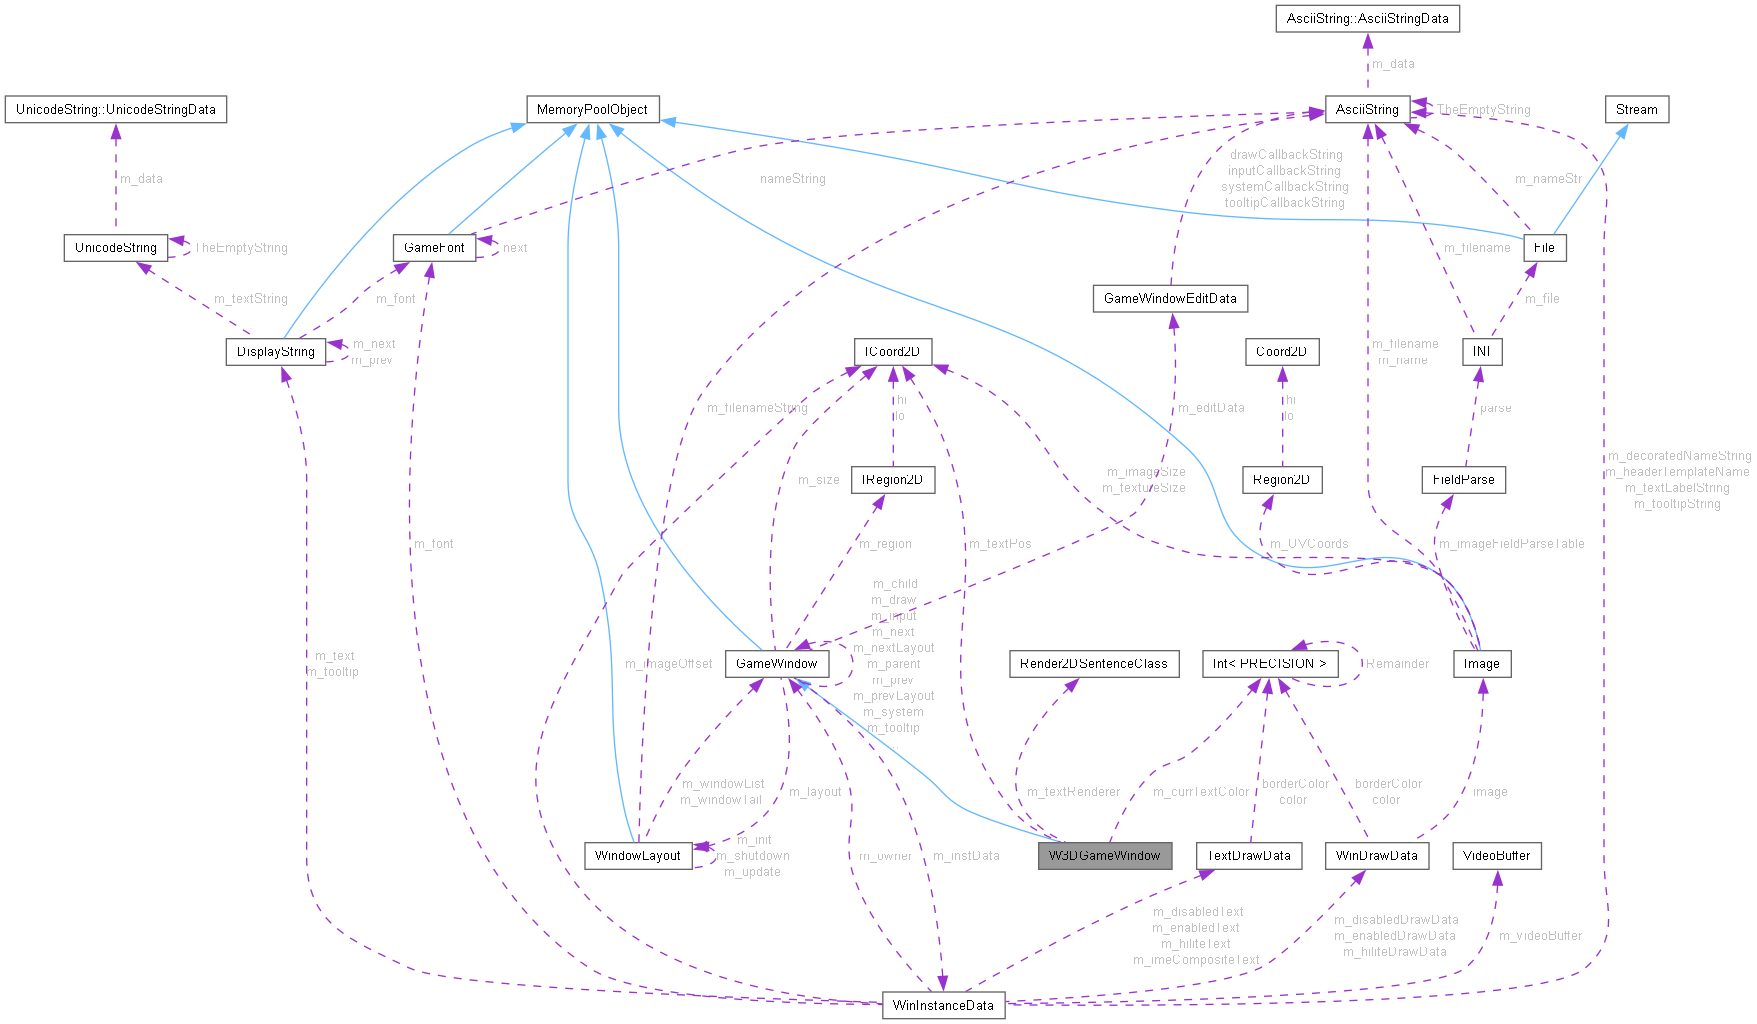 AsciiString::AsciiStringData
m_data
UnicodeString::UnicodeStringData
MemoryPoolObject
AsciiString
TheEmptyString
Stream
m_data
nameString
drawCallbackString
inputCallbackString
systemCallbackString
tooltipCallbackString
m_nameStr
UnicodeString
TheEmptyString
GameFont
next
m_filename
File
m_textString
m_font
GameWindowEditData
m_file
DisplayString
m_next
m_prev
ICoord2D
Coord2D
m_filename
m_name
INI
m_filenameString
hi
lo
m_editData
hi
lo
parse
m_size
IRegion2D
m_imageSize
m_textureSize
Region2D
FieldParse
m_decoratedNameString
m_headerTemplateName
m_textLabelString
m_tooltipString
m_font
m_region
m_textPos
m_UVCoords
m_imageFieldParseTable
m_child
m_draw
m_input
m_next
m_nextLayout
m_parent
m_prev
m_prevLayout
m_system
m_tooltip
m_text
m_tooltip
m_imageOffset
GameWindow
Render2DSentenceClass
Int< PRECISION >
Remainder
Image
m_windowList
m_windowTail
m_layout
m_textRenderer
m_currTextColor
borderColor
color
borderColor
color
image
WindowLayout
m_init
m_shutdown
m_update
m_owner
m_instData
W3DGameWindow
TextDrawData
WinDrawData
VideoBuffer
m_disabledText
m_enabledText
m_hiliteText
m_imeCompositeText
m_disabledDrawData
m_enabledDrawData
m_hiliteDrawData
m_videoBuffer
WinInstanceData